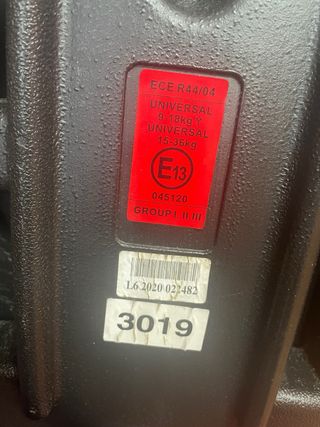 ECE R44/04
UNIVERSAL
9-18kg Y
UNIVERSAL
15-36kg
E13
045120
GROUP I, II, III
L6 2020 022482
3019